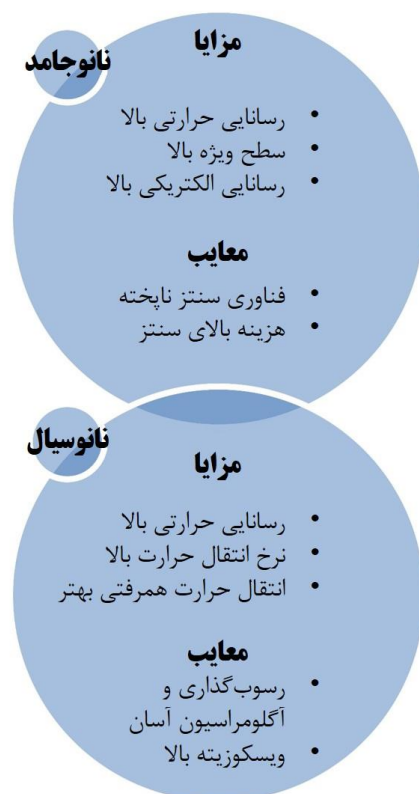 نانوجامد
مزایا
• رسانایی حرارتی بالا
• سطح ویژه بالا
• رسانایی الکتریکی بالا
معایب
• فناوری سنتز ناپخته
• هزینه بالای سنتز
نانوسیال
مزایا
• رسانایی حرارتی بالا
• نرخ انتقال حرارت بالا
• انتقال حرارت همرفتی بهتر
معایب
• رسوب‌گذاری و
آگلومراسیون آسان
• ویسکوزیته بالا